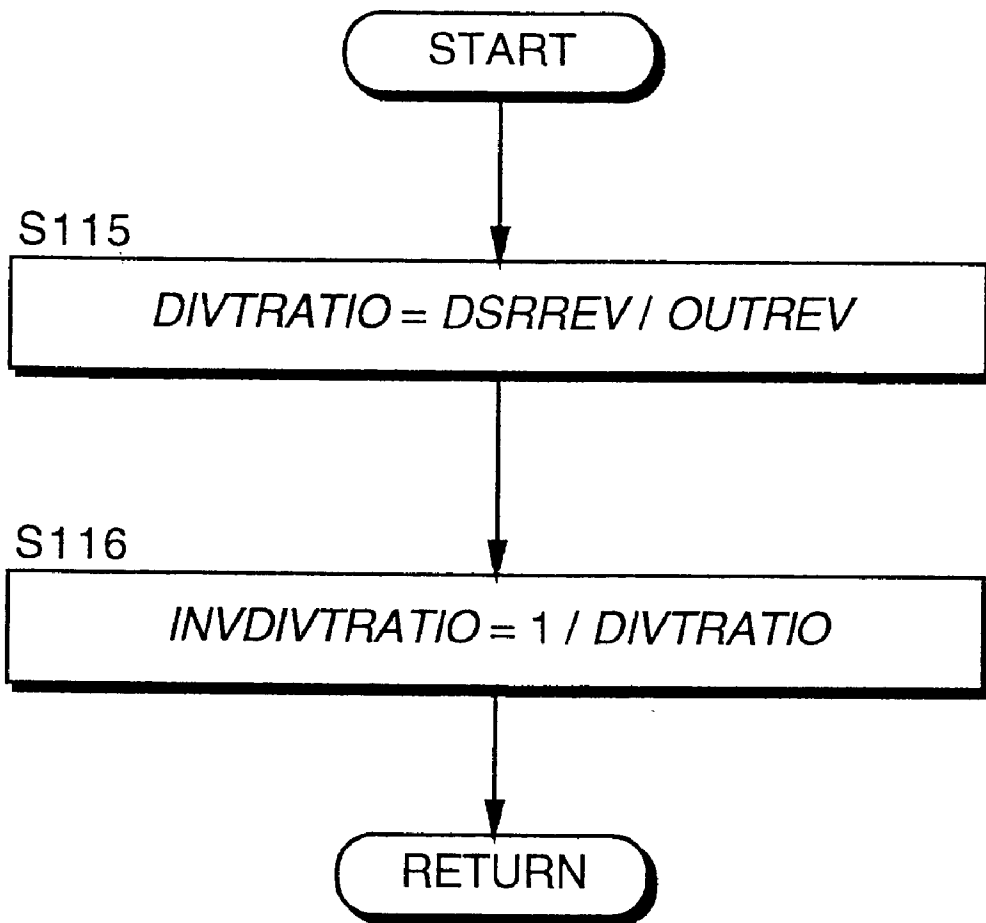 START
S115
DIVTRATIO = DSRREV / OUTREV
S116
INVDIVTRATIO = 1 / DIVTRATIO
RETURN